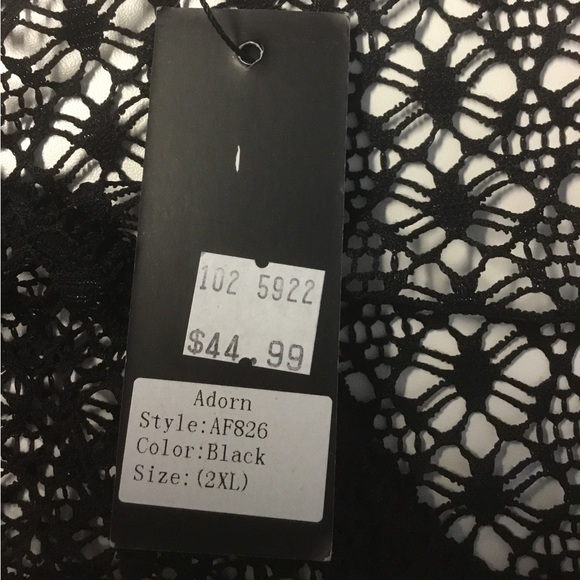 102 5922
$44.99
Adorn
Style:AF826
Color:Black
Size:(2XL)